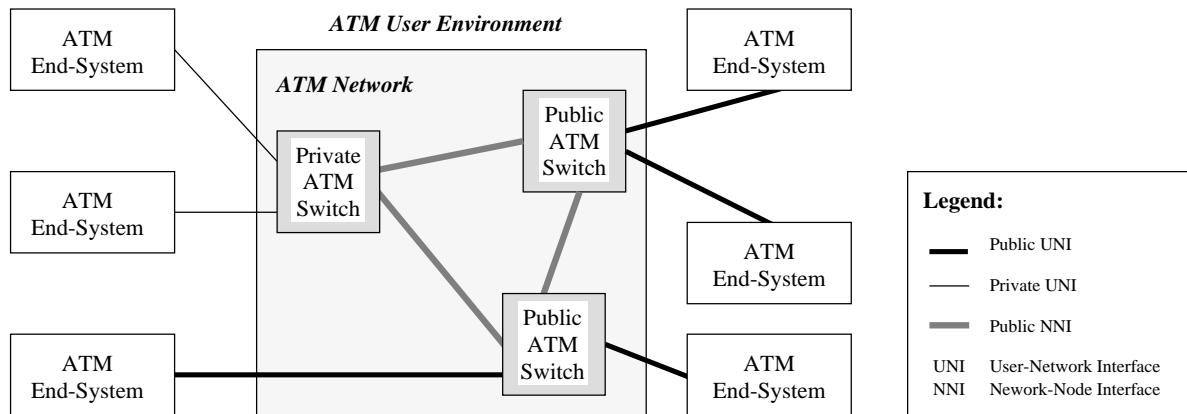 ATM User Environment
ATM
End-System
ATM
End-System
ATM
End-System
ATM Network
Private
ATM
Switch
Public
ATM
Switch
Public
ATM
Switch
ATM
End-System
ATM
End-System
ATM
End-System
Legend:
Public UNI
Private UNI
Public NNI
UNI User-Network Interface
NNI Nework-Node Interface